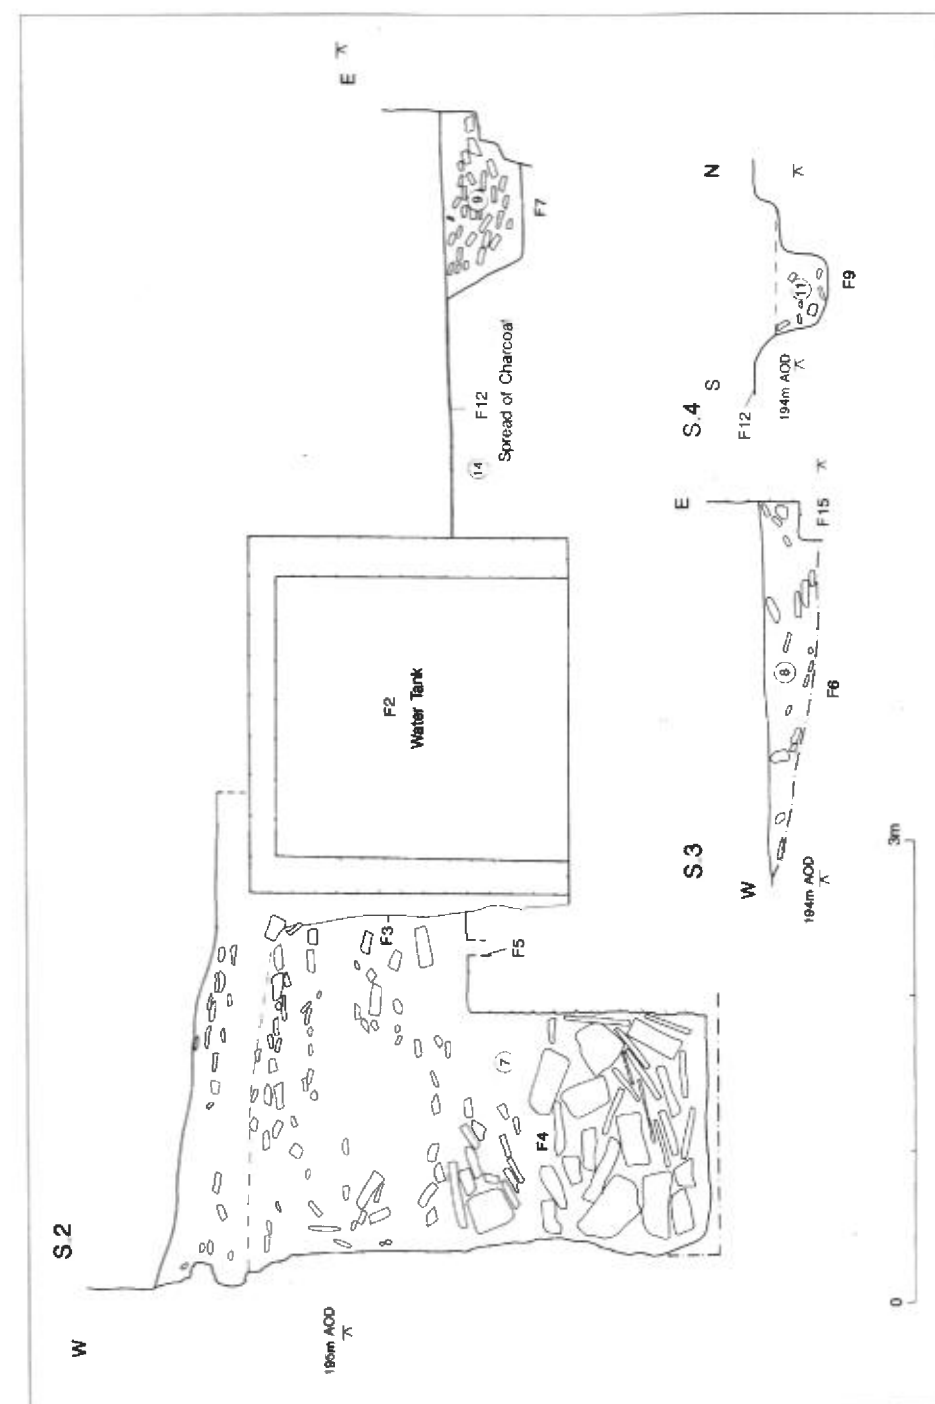 S.2
W
E
195m AOD
F3
F5
7
F4
F2
Water Tank
14
F12
Spread of Charcoal
9
F7
S.3
W
E
194m AOD
8
F6
F15
S.4
S
N
F12
194m AOD
11
F9
0
3m